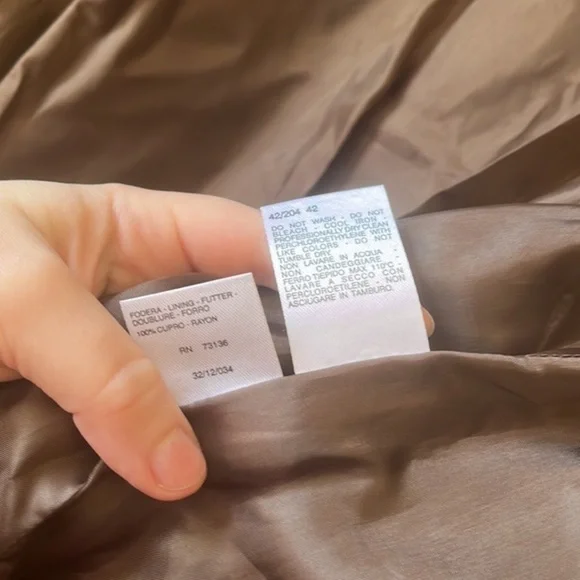 FODERA - LINING - FUTTER -
DOUBLURE - FORRO
100% CUPRO - RAYON
RN 73136
32/12/034
42/204 42
DO NOT WASH - DO NOT
BLEACH - COOL IRON -
PROFESSIONALLY DRY CLEAN
PERCHLOROETHYLENE WITH
LIKE COLORS - DO NOT
TUMBLE DRY
NON LAVARE IN ACQUA -
NON CANDEGGIARE -
FERRO TIEPIDO MAX 110°C -
LAVARE A SECCO CON
PERCLOROETILENE - NON
ASCIUGARE IN TAMBURO.